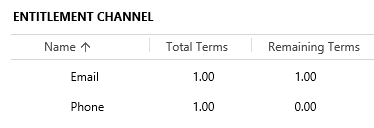 ENTITLEMENT CHANNEL
Name ↑ Total Terms Remaining Terms
Email 1.00 1.00
Phone 1.00 0.00